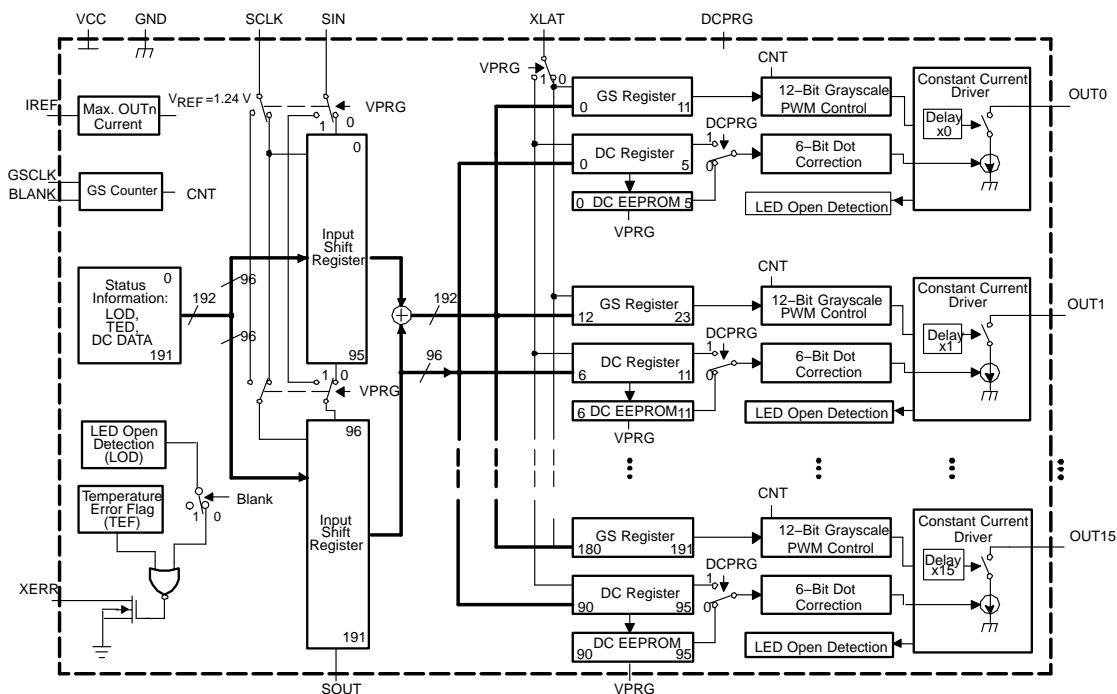 VCC GND SCLK SIN XLAT DCPRG
IREF
Max. OUTn
Current
VREF=1.24 V
1 0
VPRG
GSCLK
BLANK
GS Counter
CNT
0
Status
Information:
LOD,
TED,
DC DATA
191
192
96
96
0
Input
Shift
Register
95
1 0
VPRG
96
Input
Shift
Register
191
192
96
LED Open
Detection
(LOD)
Temperature
Error Flag
(TEF)
1 0
Blank
XERR
SOUT
VPRG
1 0
GS Register
0 11
DC Register
0 5
DC EEPROM
0 5
VPRG
DCPRG
1
0
CNT
12–Bit Grayscale
PWM Control
6–Bit Dot
Correction
LED Open Detection
Constant Current
Driver
Delay
x0
OUT0
GS Register
12 23
DC Register
6 11
DC EEPROM
6 11
VPRG
DCPRG
1
0
CNT
12–Bit Grayscale
PWM Control
6–Bit Dot
Correction
LED Open Detection
Constant Current
Driver
Delay
x1
OUT1
GS Register
180 191
DC Register
90 95
DC EEPROM
90 95
VPRG
DCPRG
1
0
CNT
12–Bit Grayscale
PWM Control
6–Bit Dot
Correction
LED Open Detection
Constant Current
Driver
Delay
x15
OUT15